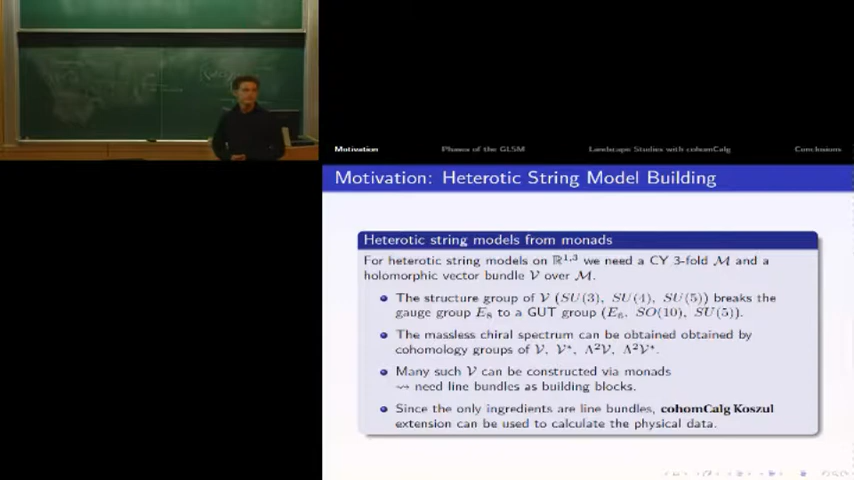 Motivation Phases of the GLSM Landscape Studies with cohomCalg Conclusions
Motivation: Heterotic String Model Building
Heterotic string models from monads
For heterotic string models on ℝ^{1,3} we need a CY 3-fold ℳ and a
holomorphic vector bundle 𝒱 over ℳ.
The structure group of 𝒱 (SU(3), SU(4), SU(5)) breaks the
gauge group E₈ to a GUT group (E₆, SO(10), SU(5)).
The massless chiral spectrum can be obtained obtained by
cohomology groups of 𝒱, 𝒱*, Λ²𝒱, Λ²𝒱*.
Many such 𝒱 can be constructed via monads
⇝ need line bundles as building blocks.
Since the only ingredients are line bundles, cohomCalg Koszul
extension can be used to calculate the physical data.